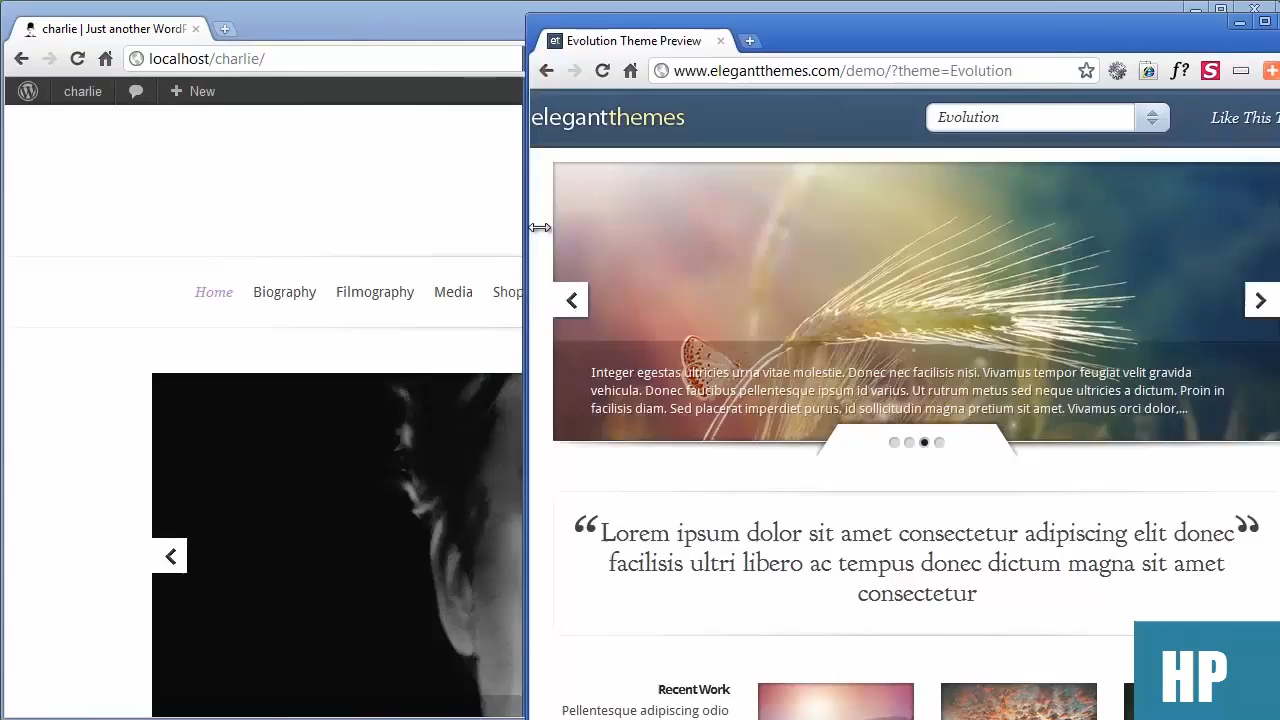 charlie | Just another WordF
localhost/charlie/
charlie
New
Home
Biography
Filmography
Media
Shop
Evolution Theme Preview
et
www.elegantthemes.com/demo/?theme=Evolution
f?
S
elegantthemes
Evolution
Like This T
Integer egestas ultricies urna vitae molestie. Donec nec facilisis nisi. Vivamus tempor feugiat velit gravida
vehicula. Donec faucibus pellentesque ipsum id varius. Ut rutrum metus sed neque ultricies a dictum. Proin in
facilisis diam. Sed placerat imperdiet purus, id sollicitudin magna pretium sit amet. Vivamus orci dolor,...
“Lorem ipsum dolor sit amet consectetur adipiscing elit donec”
facilisis ultri libero ac tempus donec dictum magna sit amet
consectetur
Recent Work
Pellentesque adipiscing odio
HP